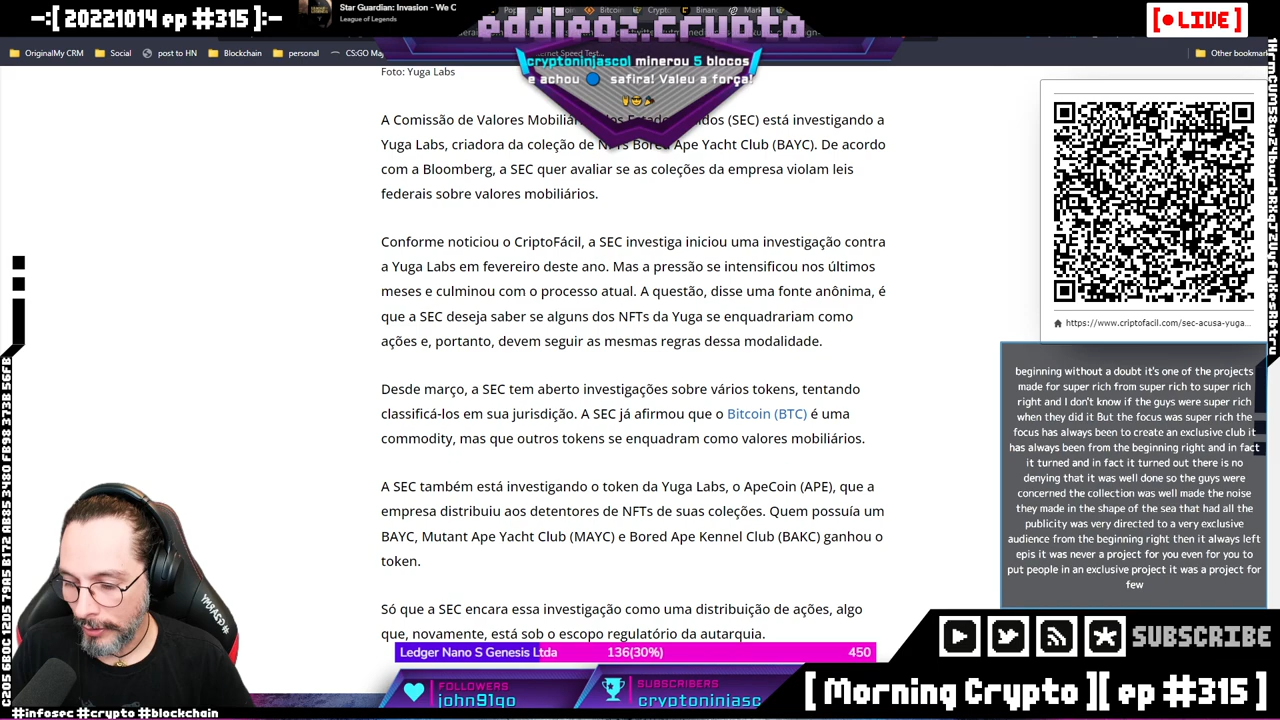 -:[ 20221014 ep #315 ]:-
Star Guardian: Invasion - We C
League of Legends
addiaoz.crypto
[ LIVE ]
OriginalMy CRM
Social
post to HN
Blockchain
personal
Other bookmar
cryptoninjascol minerou 5 blocos
e achou safira! Valeu a força!
Foto: Yuga Labs
A Comissão de Valores (SEC) está investigando a
Yuga Labs, criadora da coleção de NFTs Bored Ape Yacht Club (BAYC). De acordo
com a Bloomberg, a SEC quer avaliar se as coleções da empresa violam leis
federais sobre valores mobiliários.
Conforme noticiou o CriptoFácil, a SEC investiga iniciou uma investigação contra
a Yuga Labs em fevereiro deste ano. Mas a pressão se intensificou nos últimos
meses e culminou com o processo atual. A questão, disse uma fonte anônima, é
que a SEC deseja saber se alguns dos NFTs da Yuga se enquadrariam como
ações e, portanto, devem seguir as mesmas regras dessa modalidade.
Desde março, a SEC tem aberto investigações sobre vários tokens, tentando
classificá-los em sua jurisdição. A SEC já afirmou que o Bitcoin (BTC) é uma
commodity, mas que outros tokens se enquadram como valores mobiliários.
A SEC também está investigando o token da Yuga Labs, o ApeCoin (APE), que a
empresa distribuiu aos detentores de NFTs de suas coleções. Quem possuía um
BAYC, Mutant Ape Yacht Club (MAYC) e Bored Ape Kennel Club (BAKC) ganhou o
token.
Só que a SEC encara essa investigação como uma distribuição de ações, algo
que, novamente, está sob o escopo regulatório da autarquia.
https://www.criptofacil.com/sec-acusa-yuga...
beginning without a doubt it's one of the projects
made for super rich from super rich to super rich
right and I don't know if the guys were super rich
when they did it But the focus was super rich the
focus has always been to create an exclusive club it
has always been from the beginning right and in fact
it turned and in fact it turned out there is no
denying that it was well done so the guys were
concerned the collection was well made the noise
they made in the shape of the sea that had all the
publicity was very directed to a very exclusive
audience from the beginning right then it always left
epis it was never a project for you even for you to
put people in an exclusive project it was a project for
few
Ledger Nano S Genesis Ltda 136(30%) 450
FOLLOWERS
john91go
SUBSCRIBERS
cryptoninjasc
SUBSCRIBE
[ Morning Crypto ][ ep #315 ]
#infosec #crypto #blockchain